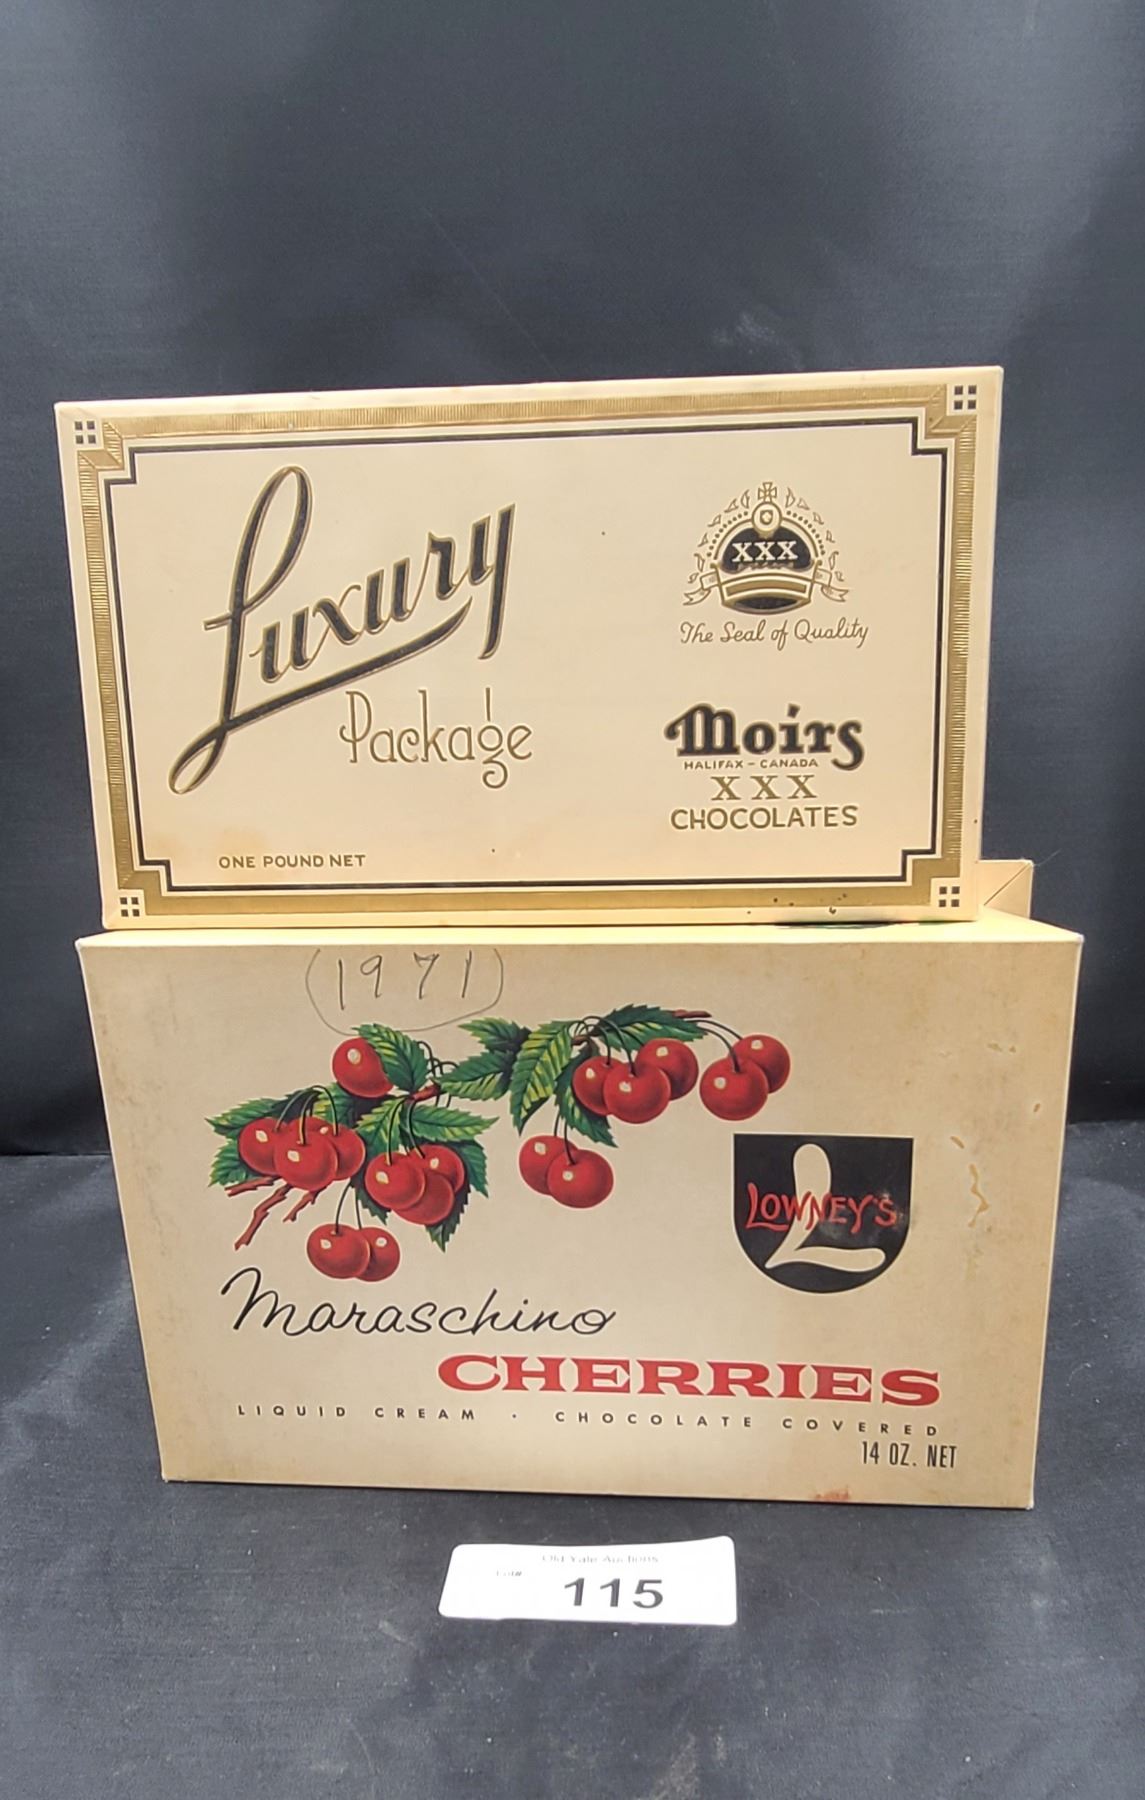 Luxury
Package
ONE POUND NET
XXX
The Seal of Quality
Moirs
HALIFAX - CANADA
XXX
CHOCOLATES
(1971)
LOWNEY'S
L
Maraschino
CHERRIES
LIQUID CREAM · CHOCOLATE COVERED
14 OZ. NET
Old Yale Auctions
Lot#
115